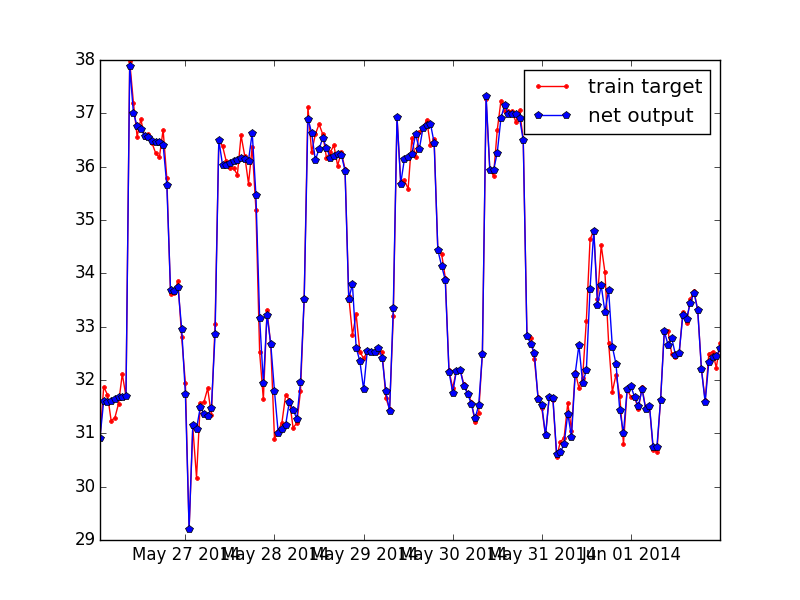 38
37
36
35
34
33
32
31
30
29
train target
net output
May 27 2014
May 28 2014
May 29 2014
May 30 2014
May 31 2014
Jun 01 2014